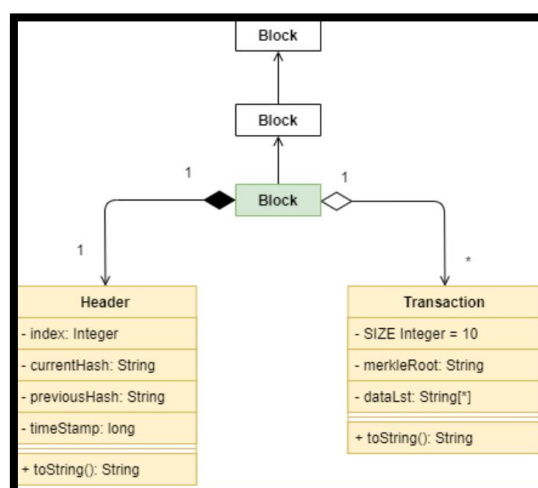 Block
Block
1
Block
1
1
*
Header
- index: Integer
- currentHash: String
- previousHash: String
- timeStamp: long
+ toString(): String
Transaction
- SIZE Integer = 10
- merkleRoot: String
- dataLst: String[*]
+ toString(): String